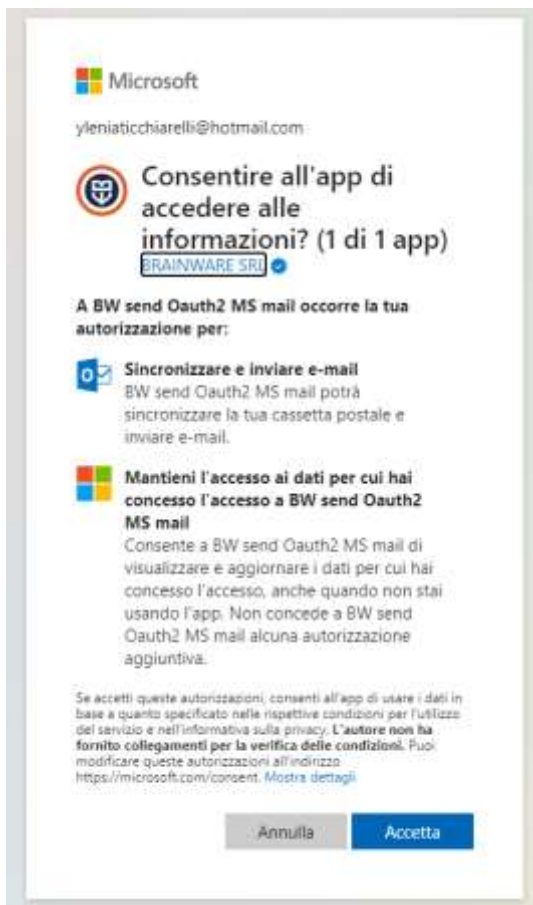 Microsoft
yleniaticchiarelli@hotmail.com
Consentire all'app di
accedere alle
informazioni? (1 di 1 app)
BRAINWARE SRL
A BW send Oauth2 MS mail occorre la tua
autorizzazione per:
Sincronizzare e inviare e-mail
BW send Oauth2 MS mail potrà
sincronizzare la tua cassetta postale e
inviare e-mail.
Mantieni l'accesso ai dati per cui hai
concesso l'accesso a BW send Oauth2
MS mail
Consente a BW send Oauth2 MS mail di
visualizzare e aggiornare i dati per cui hai
concesso l'accesso, anche quando non stai
usando l'app. Non concede a BW send
Oauth2 MS mail alcuna autorizzazione
aggiuntiva.
Se accetti queste autorizzazioni, consenti all'app di usare i dati in
base a quanto specificato nelle rispettive condizioni per l'utilizzo
del servizio e nell'informativa sulla privacy. L'autore non ha
fornito collegamenti per la verifica delle condizioni. Puoi
modificare queste autorizzazioni all'indirizzo
https://microsoft.com/consent. Mostra dettagli
Annulla
Accetta